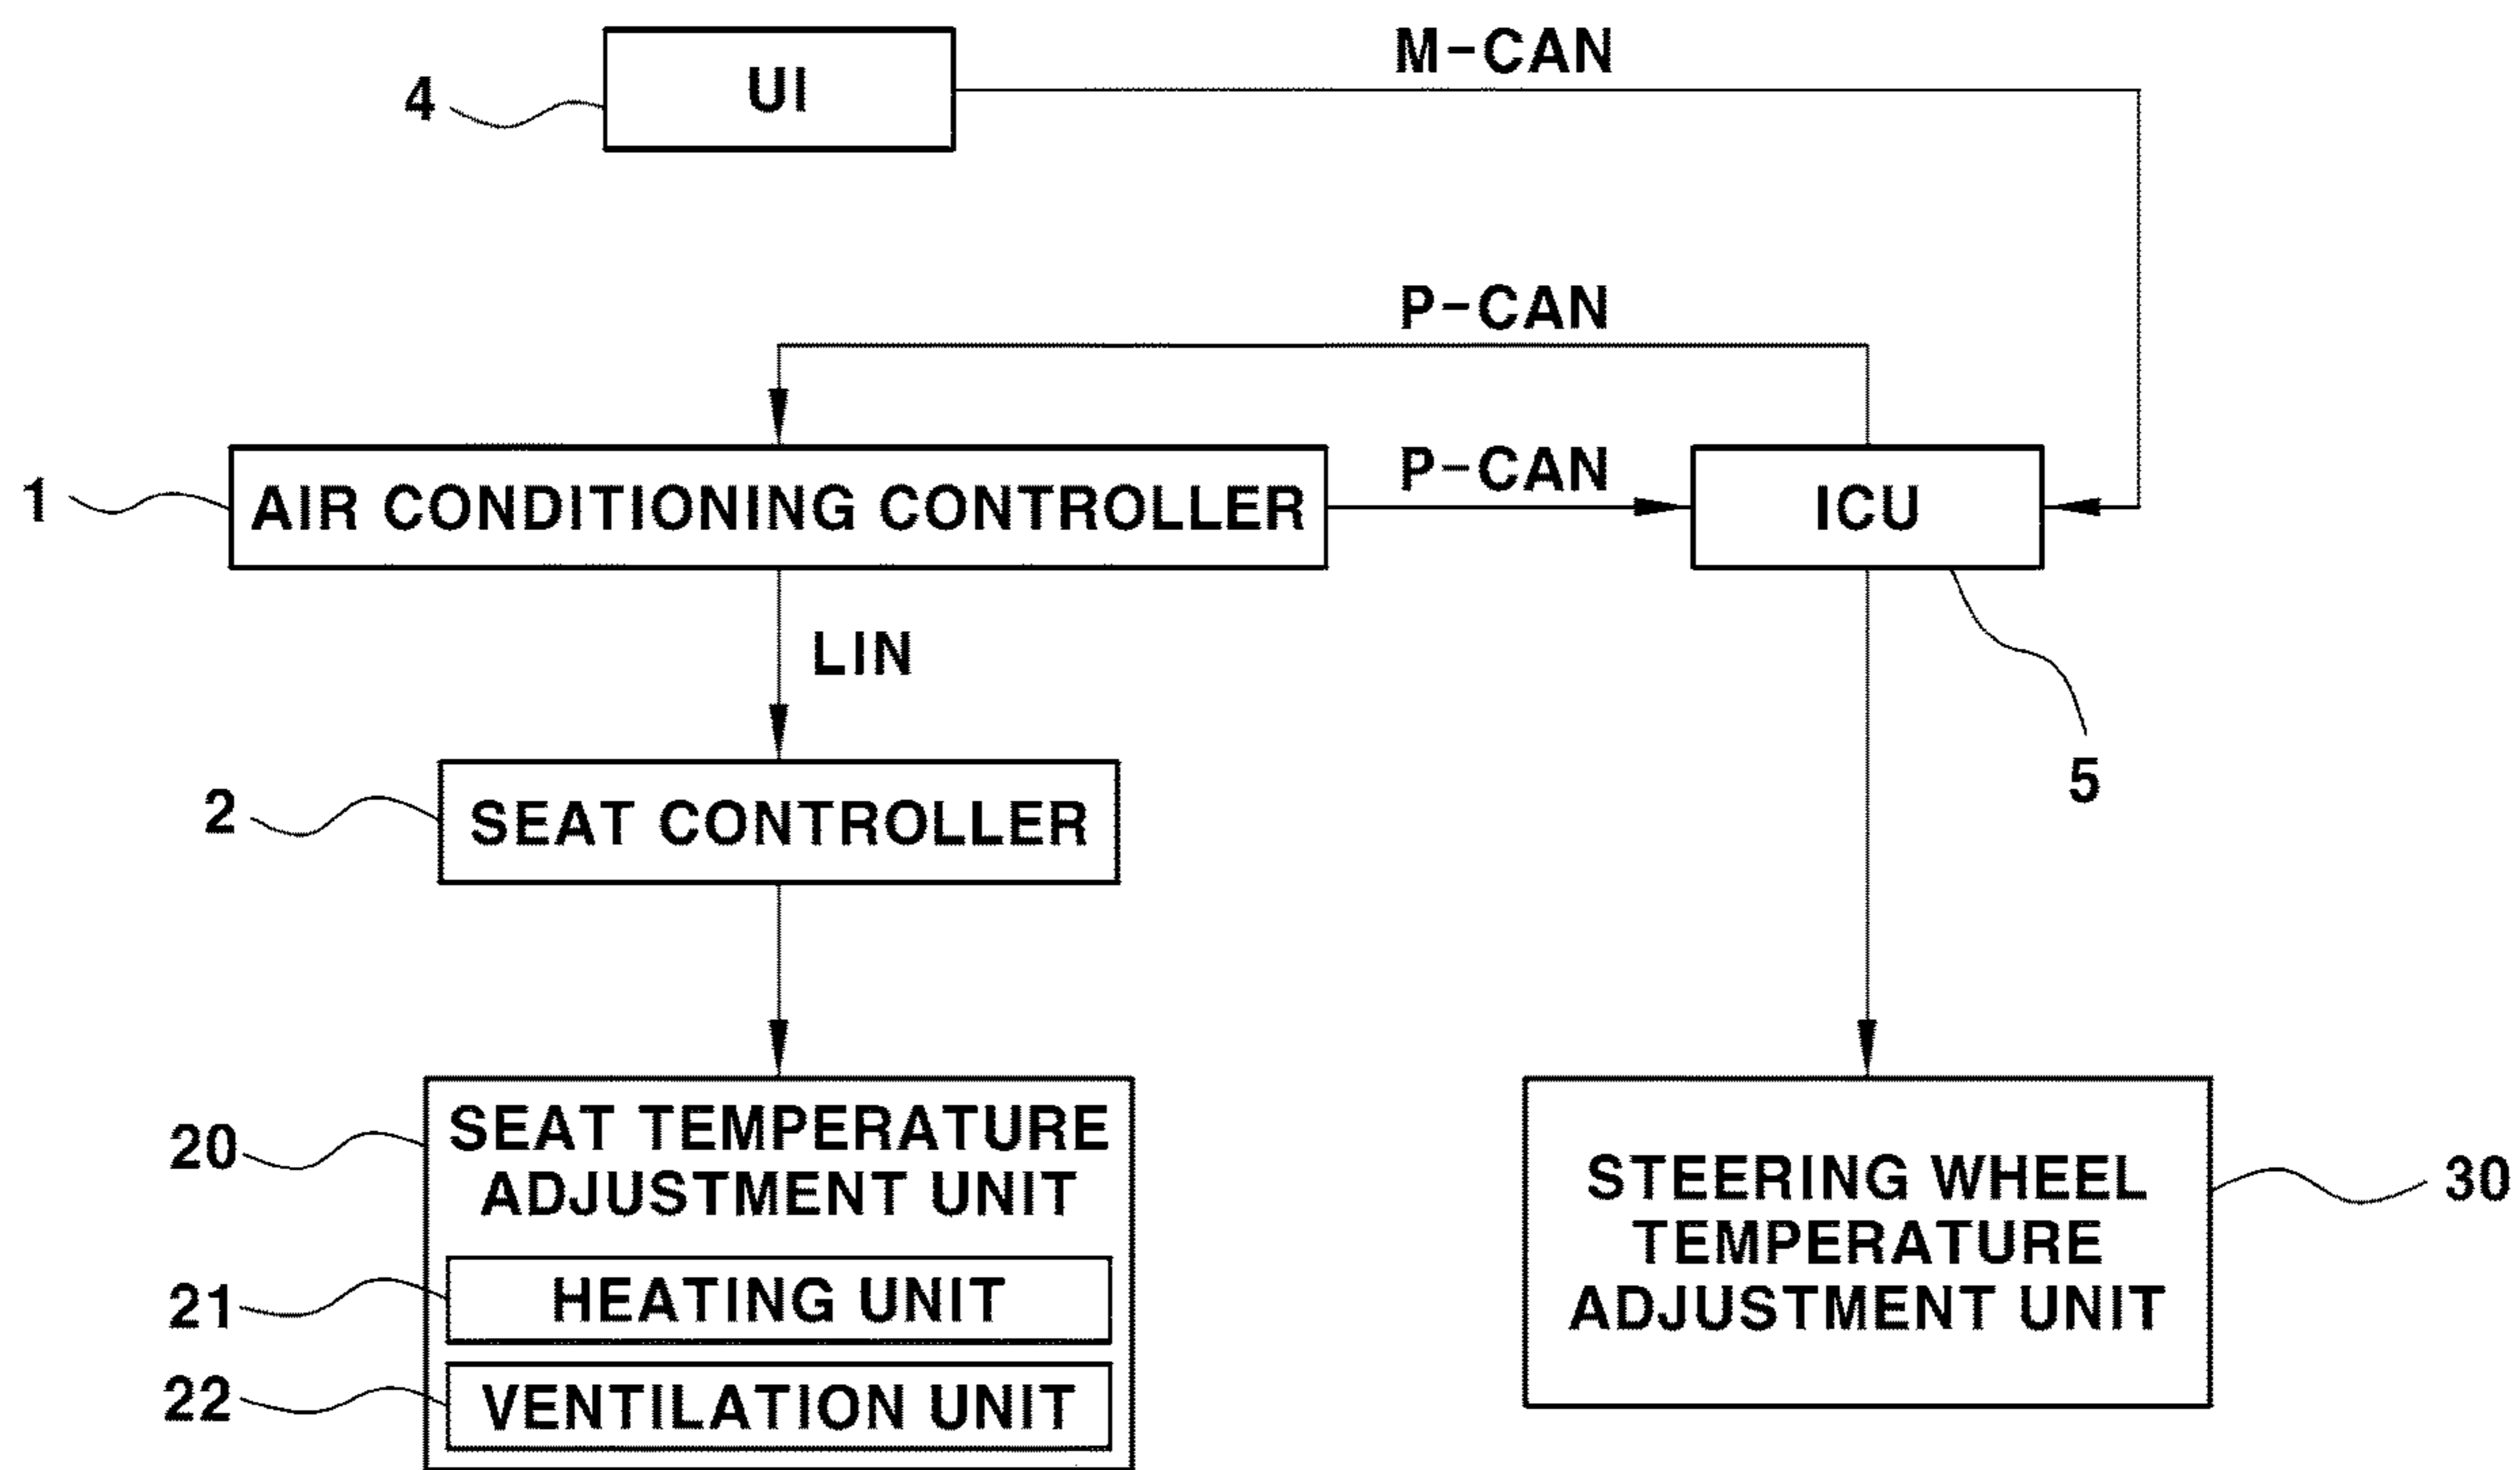 M-CAN
UI
4
P-CAN
P-CAN
1
AIR CONDITIONING CONTROLLER
ICU
LIN
2
SEAT CONTROLLER
5
20
SEAT TEMPERATURE
ADJUSTMENT UNIT
21
HEATING UNIT
22
VENTILATION UNIT
STEERING WHEEL
TEMPERATURE
ADJUSTMENT UNIT
30